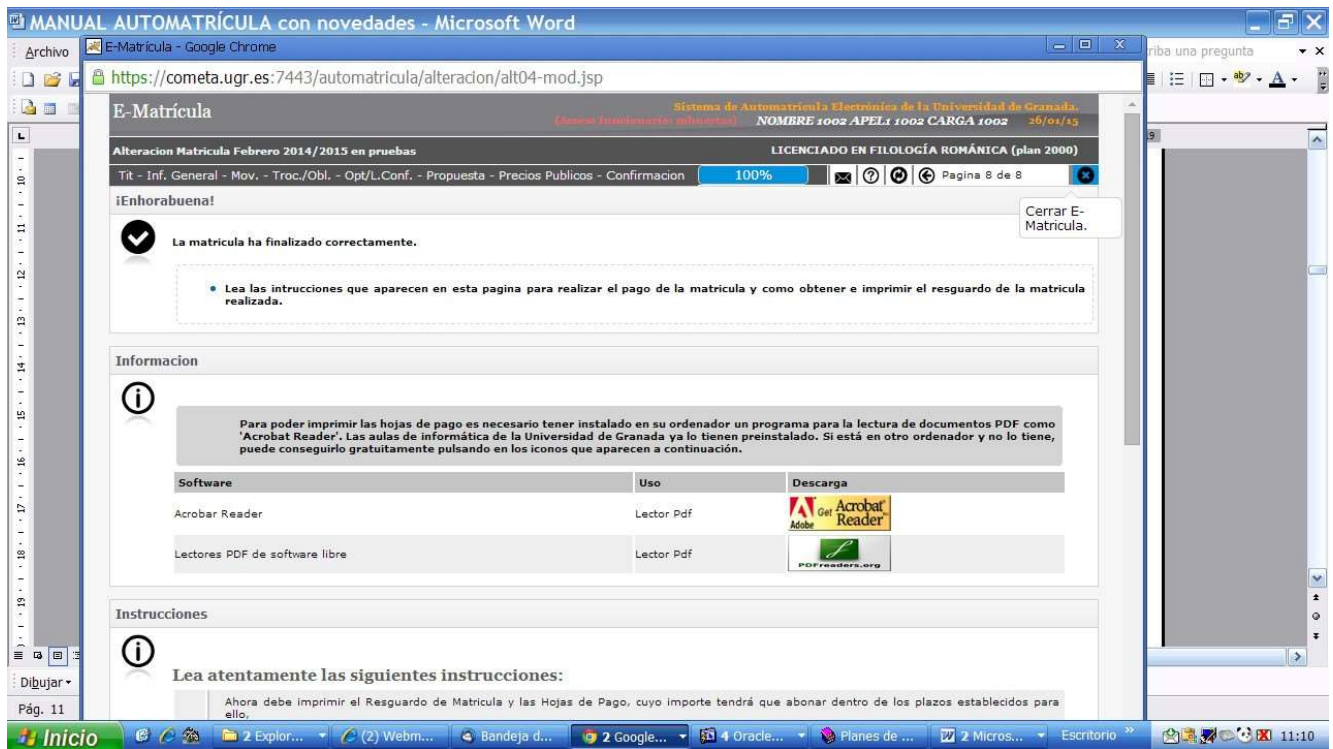 MANUAL AUTOMATRÍCULA con novedades - Microsoft Word
Archivo
E-Matrícula - Google Chrome
riba una pregunta
https://cometa.ugr.es:7443/automatricula/alteracion/alt04-mod.jsp
E-Matrícula
Sistema de Automatrícula Electrónica de la Universidad de Granada.
NOMBRE 1002 APEL1 1002 CARGA 1002 26/01/15
Alteracion Matricula Febrero 2014/2015 en pruebas
LICENCIADO EN FILOLOGÍA ROMÁNICA (plan 2000)
Tit - Inf. General - Mov. - Troc./Obl. - Opt/L.Conf. - Propuesta - Precios Publicos - Confirmacion 100% Pagina 8 de 8
¡Enhorabuena!
Cerrar E-
Matricula.
La matricula ha finalizado correctamente.
Lea las intrucciones que aparecen en esta pagina para realizar el pago de la matricula y como obtener e imprimir el resguardo de la matricula
realizada.
Informacion
Para poder imprimir las hojas de pago es necesario tener instalado en su ordenador un programa para la lectura de documentos PDF como
'Acrobat Reader'. Las aulas de informática de la Universidad de Granada ya lo tienen preinstalado. Si está en otro ordenador y no lo tiene,
puede conseguirlo gratuitamente pulsando en los iconos que aparecen a continuación.
Software Uso Descarga
Acrobar Reader Lector Pdf Adobe Get Acrobat Reader
Lectores PDF de software libre Lector Pdf PDFreaders.org
Instrucciones
Lea atentamente las siguientes instrucciones:
Ahora debe imprimir el Resguardo de Matricula y las Hojas de Pago, cuyo importe tendrá que abonar dentro de los plazos establecidos para
ello,
Dibujar
Pág. 11
Inicio 2 Explor... (2) Webm... Bandeja d... 2 Google... 4 Oracle... Planes de ... 2 Micros... Escritorio 11:10